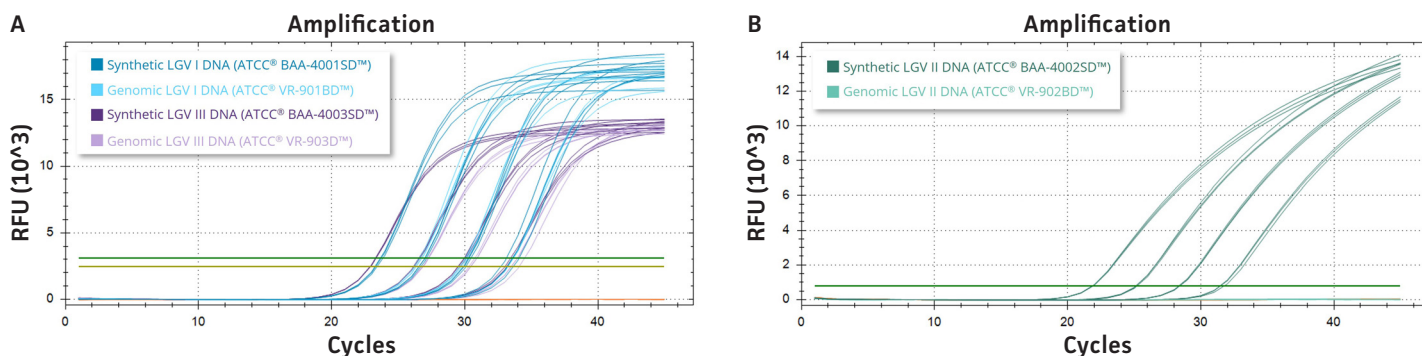 A
Amplification
Synthetic LGV I DNA (ATCC® BAA-4001SD™)
Genomic LGV I DNA (ATCC® VR-901BD™)
Synthetic LGV III DNA (ATCC® BAA-4003SD™)
Genomic LGV III DNA (ATCC® VR-903D™)
RFU (10^3)
15
10
5
0
0
10
20
30
40
Cycles
B
Amplification
Synthetic LGV II DNA (ATCC® BAA-4002SD™)
Genomic LGV II DNA (ATCC® VR-902BD™)
RFU (10^3)
14
12
10
8
6
4
2
0
0
10
20
30
40
Cycles